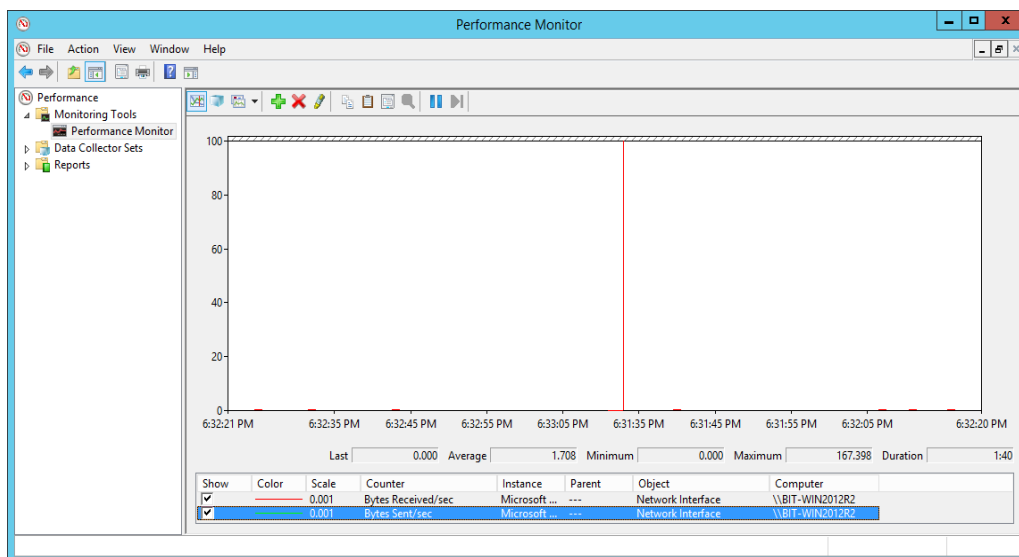 Performance Monitor
File Action View Window Help
Performance
Monitoring Tools
Performance Monitor
Data Collector Sets
Reports
100
80
60
40
20
0
6:32:21 PM 6:32:35 PM 6:32:45 PM 6:32:55 PM 6:33:05 PM 6:31:35 PM 6:31:45 PM 6:31:55 PM 6:32:05 PM 6:32:20 PM
Last 0.000 Average 1.708 Minimum 0.000 Maximum 167.398 Duration 1:40
Show Color Scale Counter Instance Parent Object Computer
0.001 Bytes Received/sec Microsoft ... --- Network Interface \\BIT-WIN2012R2
0.001 Bytes Sent/sec Microsoft ... --- Network Interface \\BIT-WIN2012R2